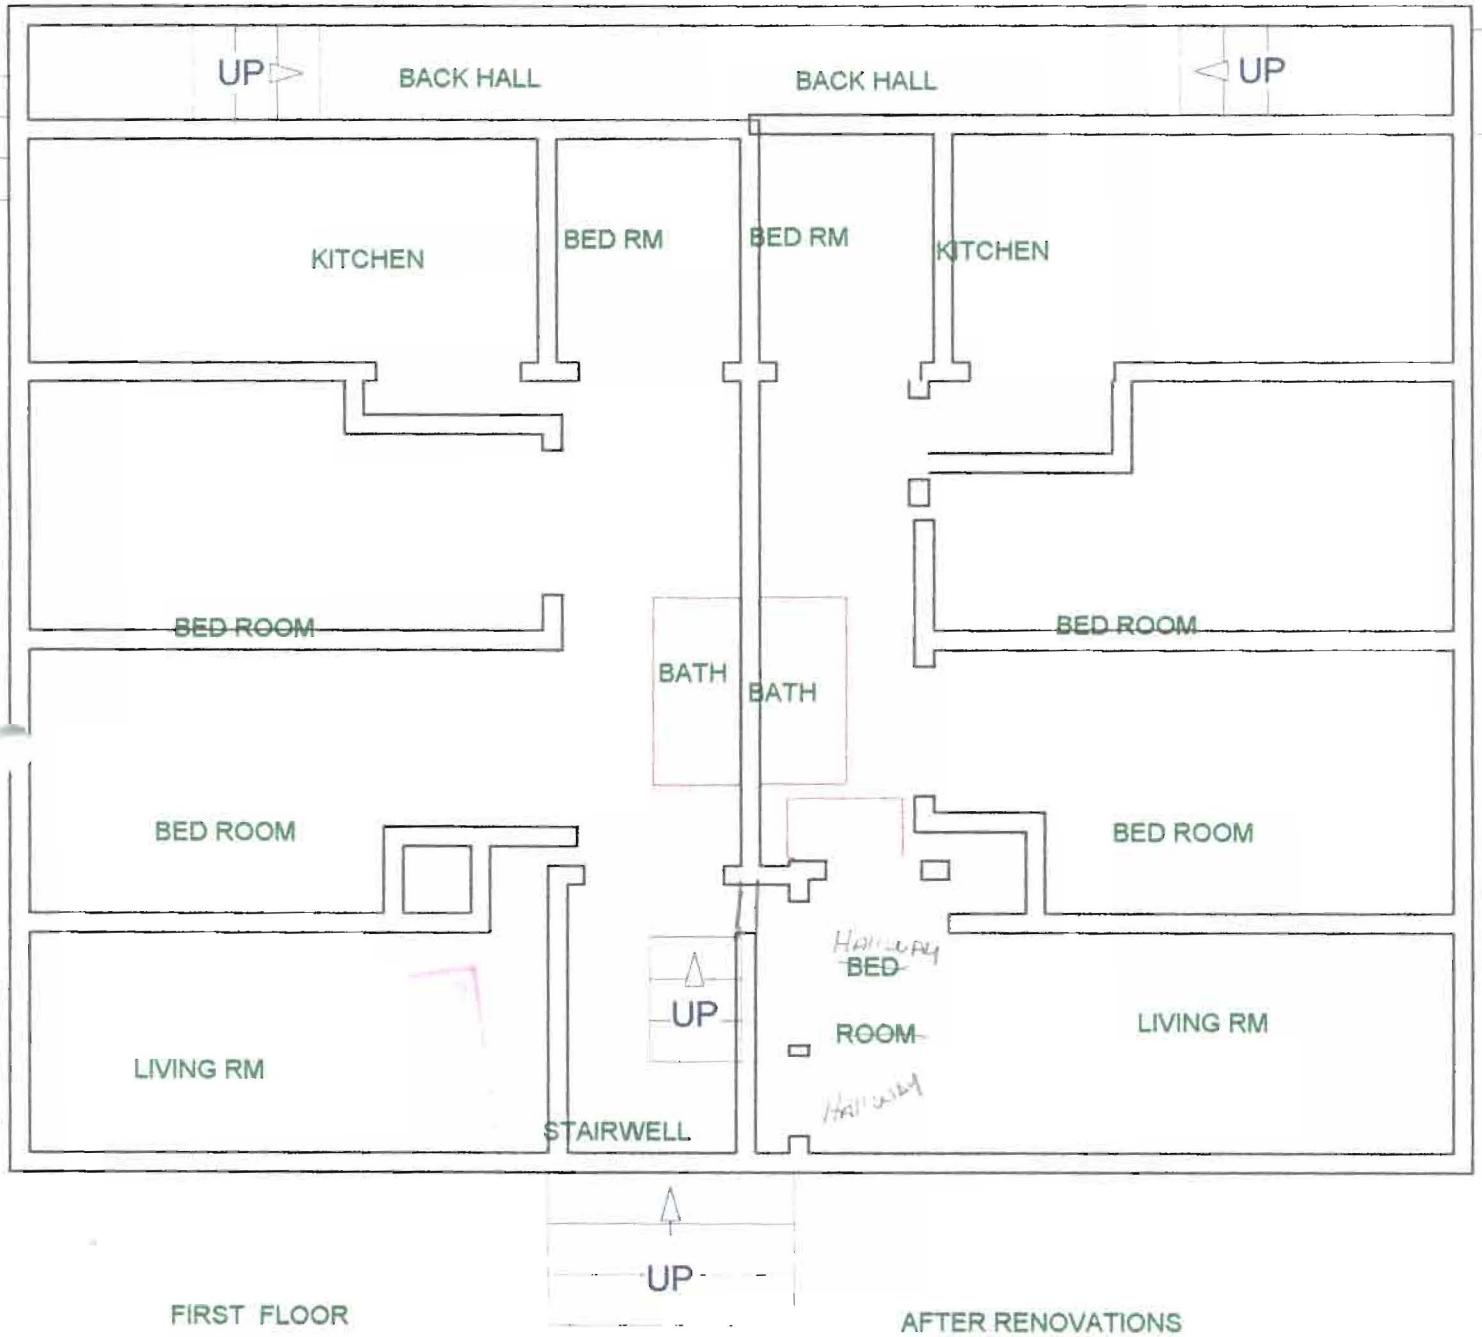 UP BACK HALL BACK HALL UP
KITCHEN BED RM BED RM KITCHEN
BED ROOM BED ROOM
BATH BATH
BED ROOM BED ROOM
HALLWAY
BED
UP ROOM LIVING RM
LIVING RM
HALLWAY
STAIRWELL
UP
FIRST FLOOR AFTER RENOVATIONS